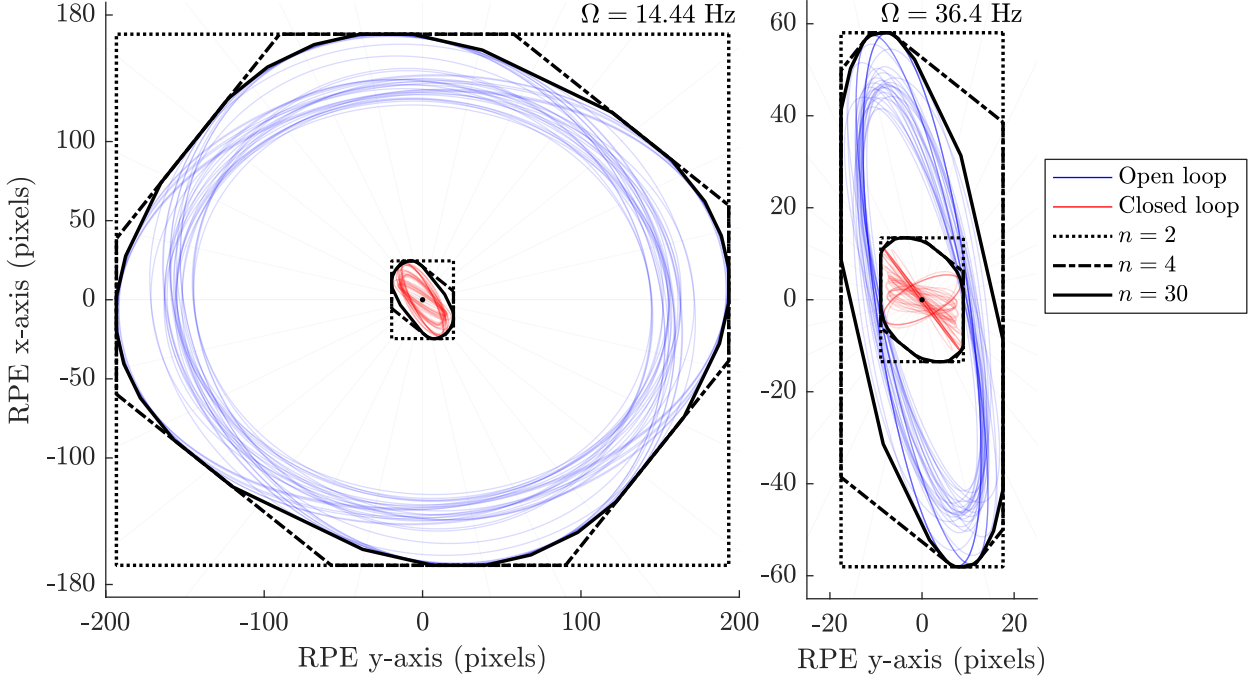 Ω = 14.44 Hz
180
100
50
0
-50
-100
-180
-200
-100
0
100
200
RPE x-axis (pixels)
RPE y-axis (pixels)
Ω = 36.4 Hz
60
40
20
0
-20
-40
-60
-20
0
20
RPE y-axis (pixels)
Open loop
Closed loop
n = 2
n = 4
n = 30